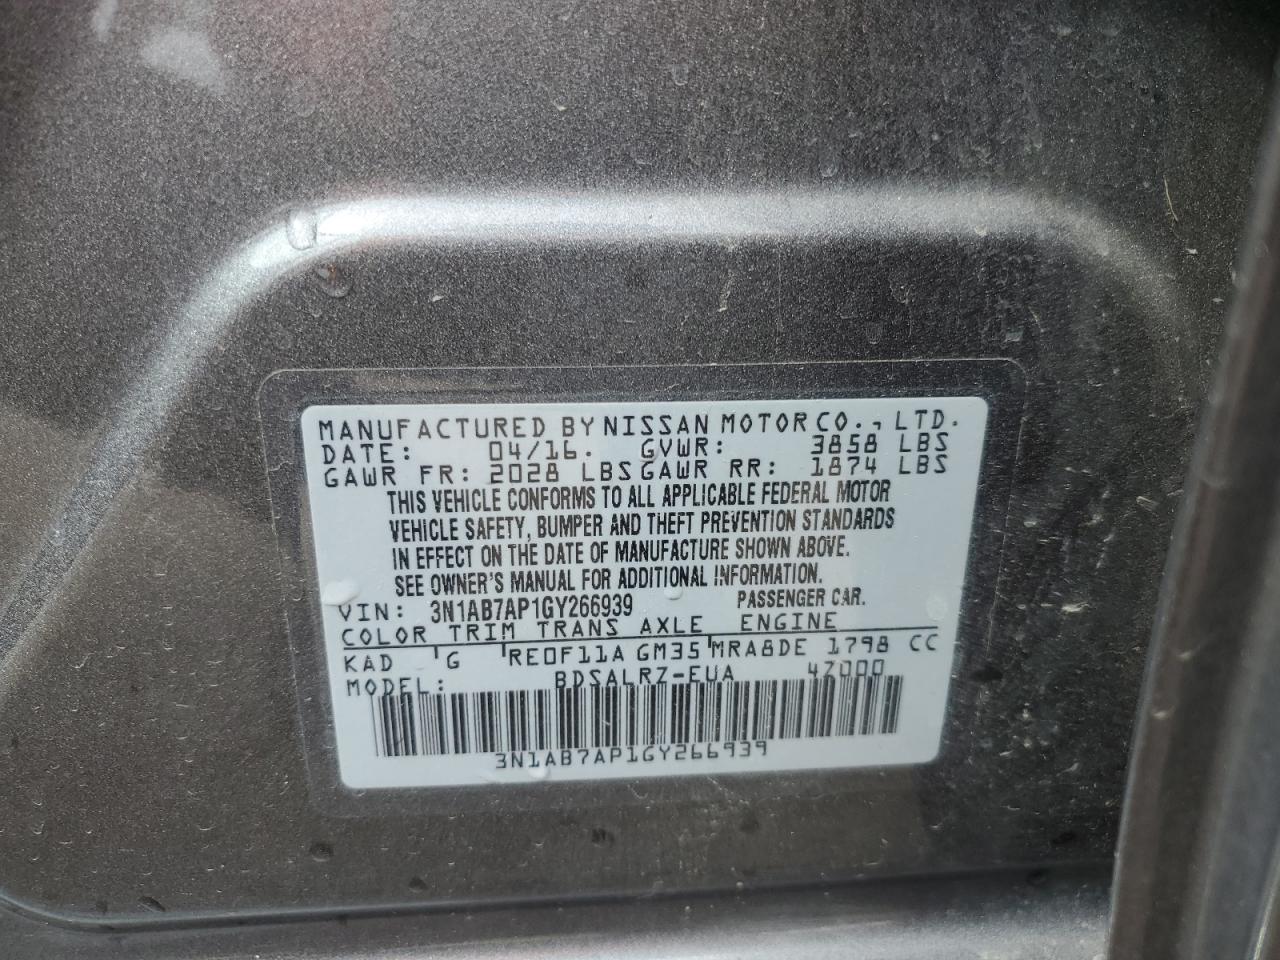 MANUFACTURED BY NISSAN MOTOR CO., LTD.
DATE: 04/16. GVWR: 3858 LBS
GAWR FR: 2028 LBS GAWR RR: 1874 LBS
THIS VEHICLE CONFORMS TO ALL APPLICABLE FEDERAL MOTOR
VEHICLE SAFETY, BUMPER AND THEFT PREVENTION STANDARDS
IN EFFECT ON THE DATE OF MANUFACTURE SHOWN ABOVE.
SEE OWNER'S MANUAL FOR ADDITIONAL INFORMATION.
VIN: 3N1AB7AP1GY266939 PASSENGER CAR.
COLOR TRIM TRANS AXLE ENGINE
KAD G RE0F11A GM35 MRA8DE 1798 CC
MODEL: BDSALRZ-EUA 4Z000
3N1AB7AP1GY266939